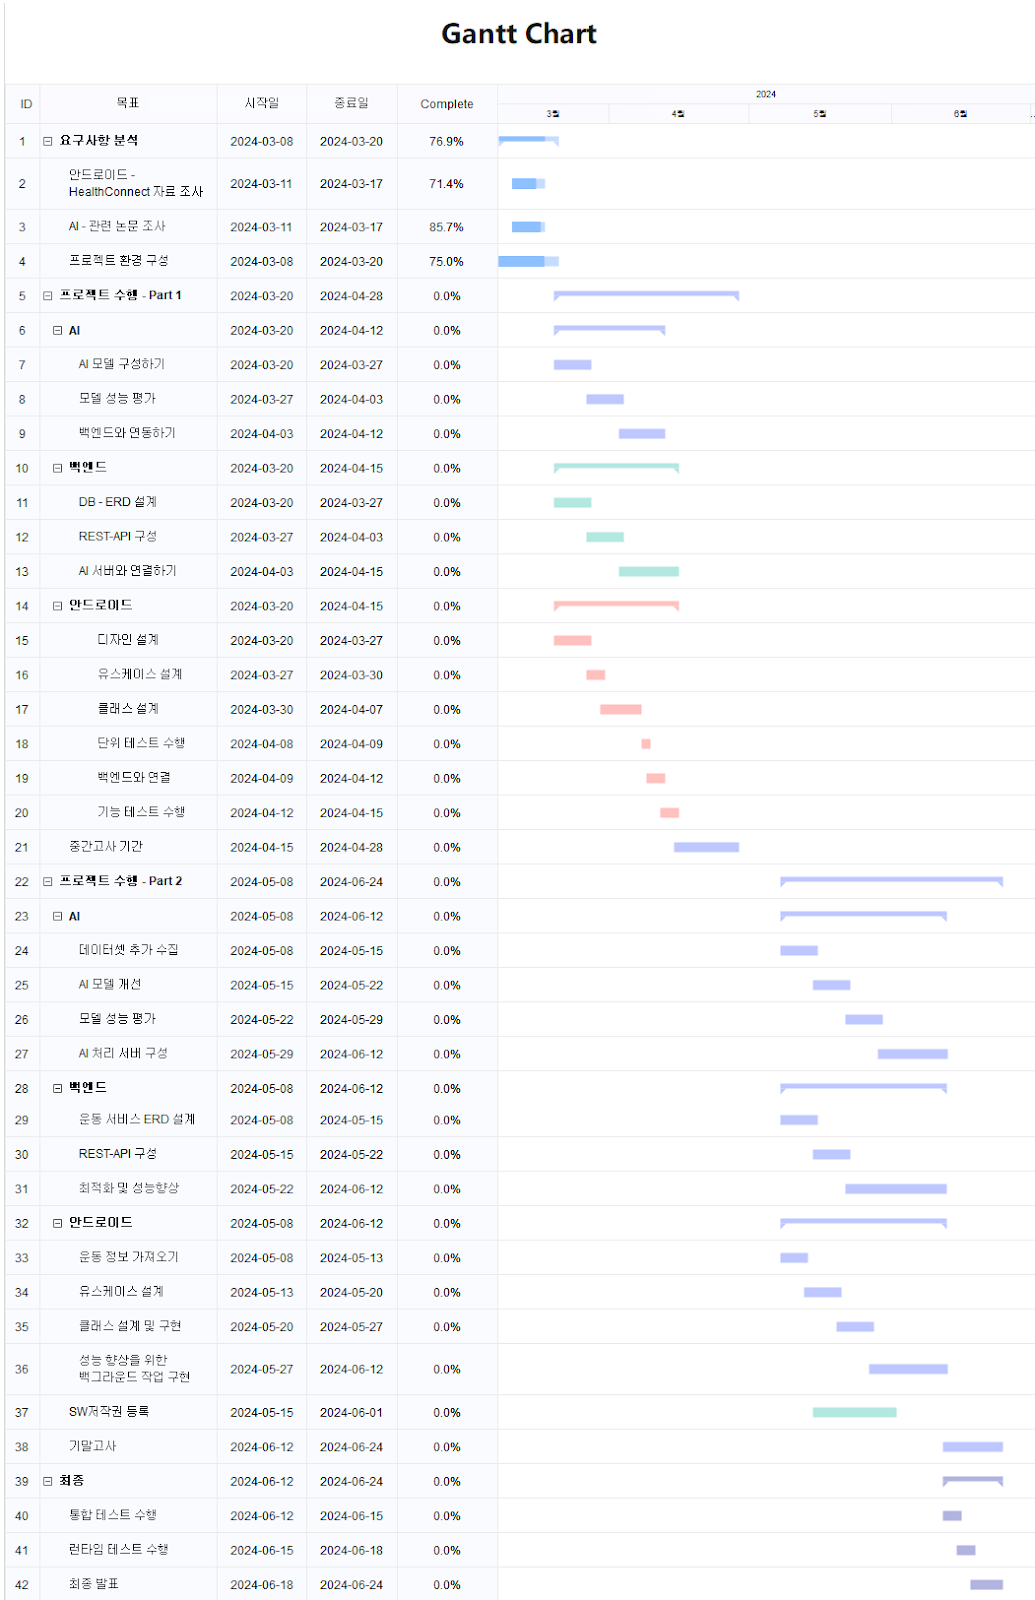 Gantt Chart
ID 목표 시작일 종료일 Complete 2024
3월 4월 5월 6월
1 요구사항 분석 2024-03-08 2024-03-20 76.9%
2 안드로이드 -
HealthConnect 자료 조사 2024-03-11 2024-03-17 71.4%
3 AI - 관련 논문 조사 2024-03-11 2024-03-17 85.7%
4 프로젝트 환경 구성 2024-03-08 2024-03-20 75.0%
5 프로젝트 수행 - Part 1 2024-03-20 2024-04-28 0.0%
6 AI 2024-03-20 2024-04-12 0.0%
7 AI 모델 구성하기 2024-03-20 2024-03-27 0.0%
8 모델 성능 평가 2024-03-27 2024-04-03 0.0%
9 백엔드와 연동하기 2024-04-03 2024-04-12 0.0%
10 백엔드 2024-03-20 2024-04-15 0.0%
11 DB - ERD 설계 2024-03-20 2024-03-27 0.0%
12 REST-API 구성 2024-03-27 2024-04-03 0.0%
13 AI 서버와 연결하기 2024-04-03 2024-04-15 0.0%
14 안드로이드 2024-03-20 2024-04-15 0.0%
15 디자인 설계 2024-03-20 2024-03-27 0.0%
16 유스케이스 설계 2024-03-27 2024-03-30 0.0%
17 클래스 설계 2024-03-30 2024-04-07 0.0%
18 단위 테스트 수행 2024-04-08 2024-04-09 0.0%
19 백엔드와 연결 2024-04-09 2024-04-12 0.0%
20 기능 테스트 수행 2024-04-12 2024-04-15 0.0%
21 중간고사 기간 2024-04-15 2024-04-28 0.0%
22 프로젝트 수행 - Part 2 2024-05-08 2024-06-24 0.0%
23 AI 2024-05-08 2024-06-12 0.0%
24 데이터셋 추가 수집 2024-05-08 2024-05-15 0.0%
25 AI 모델 개선 2024-05-15 2024-05-22 0.0%
26 모델 성능 평가 2024-05-22 2024-05-29 0.0%
27 AI 처리 서버 구성 2024-05-29 2024-06-12 0.0%
28 백엔드 2024-05-08 2024-06-12 0.0%
29 운동 서비스 ERD 설계 2024-05-08 2024-05-15 0.0%
30 REST-API 구성 2024-05-15 2024-05-22 0.0%
31 최적화 및 성능향상 2024-05-22 2024-06-12 0.0%
32 안드로이드 2024-05-08 2024-06-12 0.0%
33 운동 정보 가져오기 2024-05-08 2024-05-13 0.0%
34 유스케이스 설계 2024-05-13 2024-05-20 0.0%
35 클래스 설계 및 구현 2024-05-20 2024-05-27 0.0%
36 성능 향상을 위한
백그라운드 작업 구현 2024-05-27 2024-06-12 0.0%
37 SW저작권 등록 2024-05-15 2024-06-01 0.0%
38 기말고사 2024-06-12 2024-06-24 0.0%
39 최종 2024-06-12 2024-06-24 0.0%
40 통합 테스트 수행 2024-06-12 2024-06-15 0.0%
41 런타임 테스트 수행 2024-06-15 2024-06-18 0.0%
42 최종 발표 2024-06-18 2024-06-24 0.0%